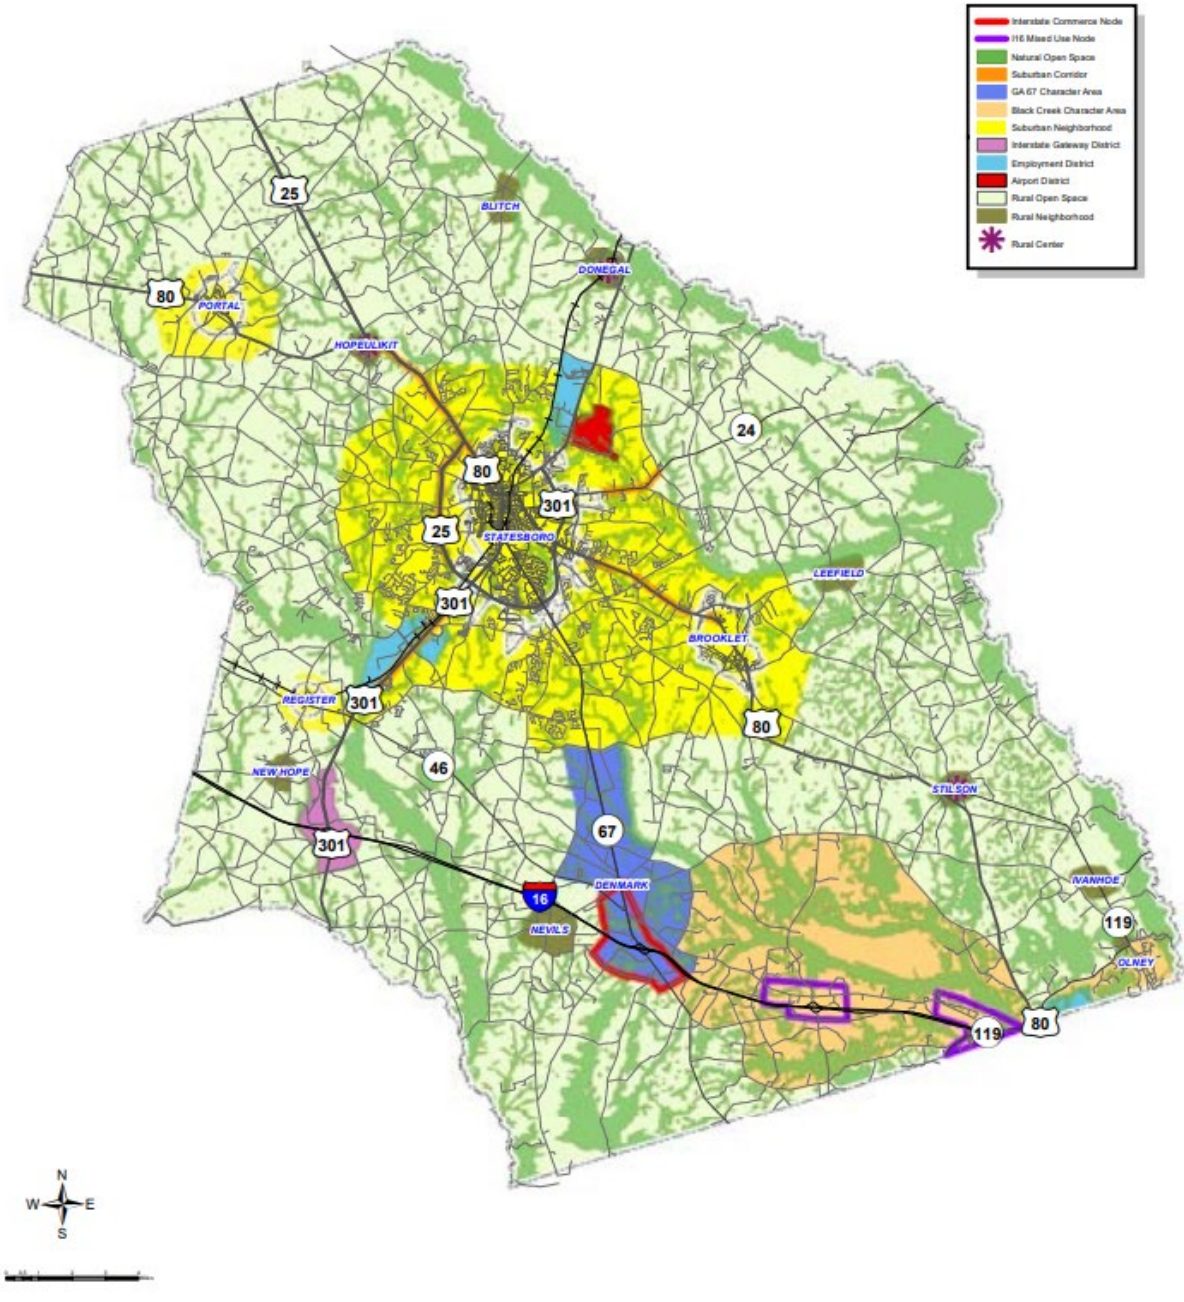 Interstate Commerce Node
I16 Mixed Use Node
Natural Open Space
Suburban Corridor
GA 67 Character Area
Black Creek Character Area
Suburban Neighborhood
Interstate Gateway District
Employment District
Airport District
Rural Open Space
Rural Neighborhood
Rural Center
25
BLITCH
DONEGAL
80
PORTAL
HOPEULIKIT
24
80
301
25
STATESBORO
LEEFIELD
301
BROOKLET
REGISTER
301
80
46
NEW HOPE
STILSON
67
301
DENMARK
IVANHOE
16
119
NEVILS
OLNEY
80
119
N
W E
S